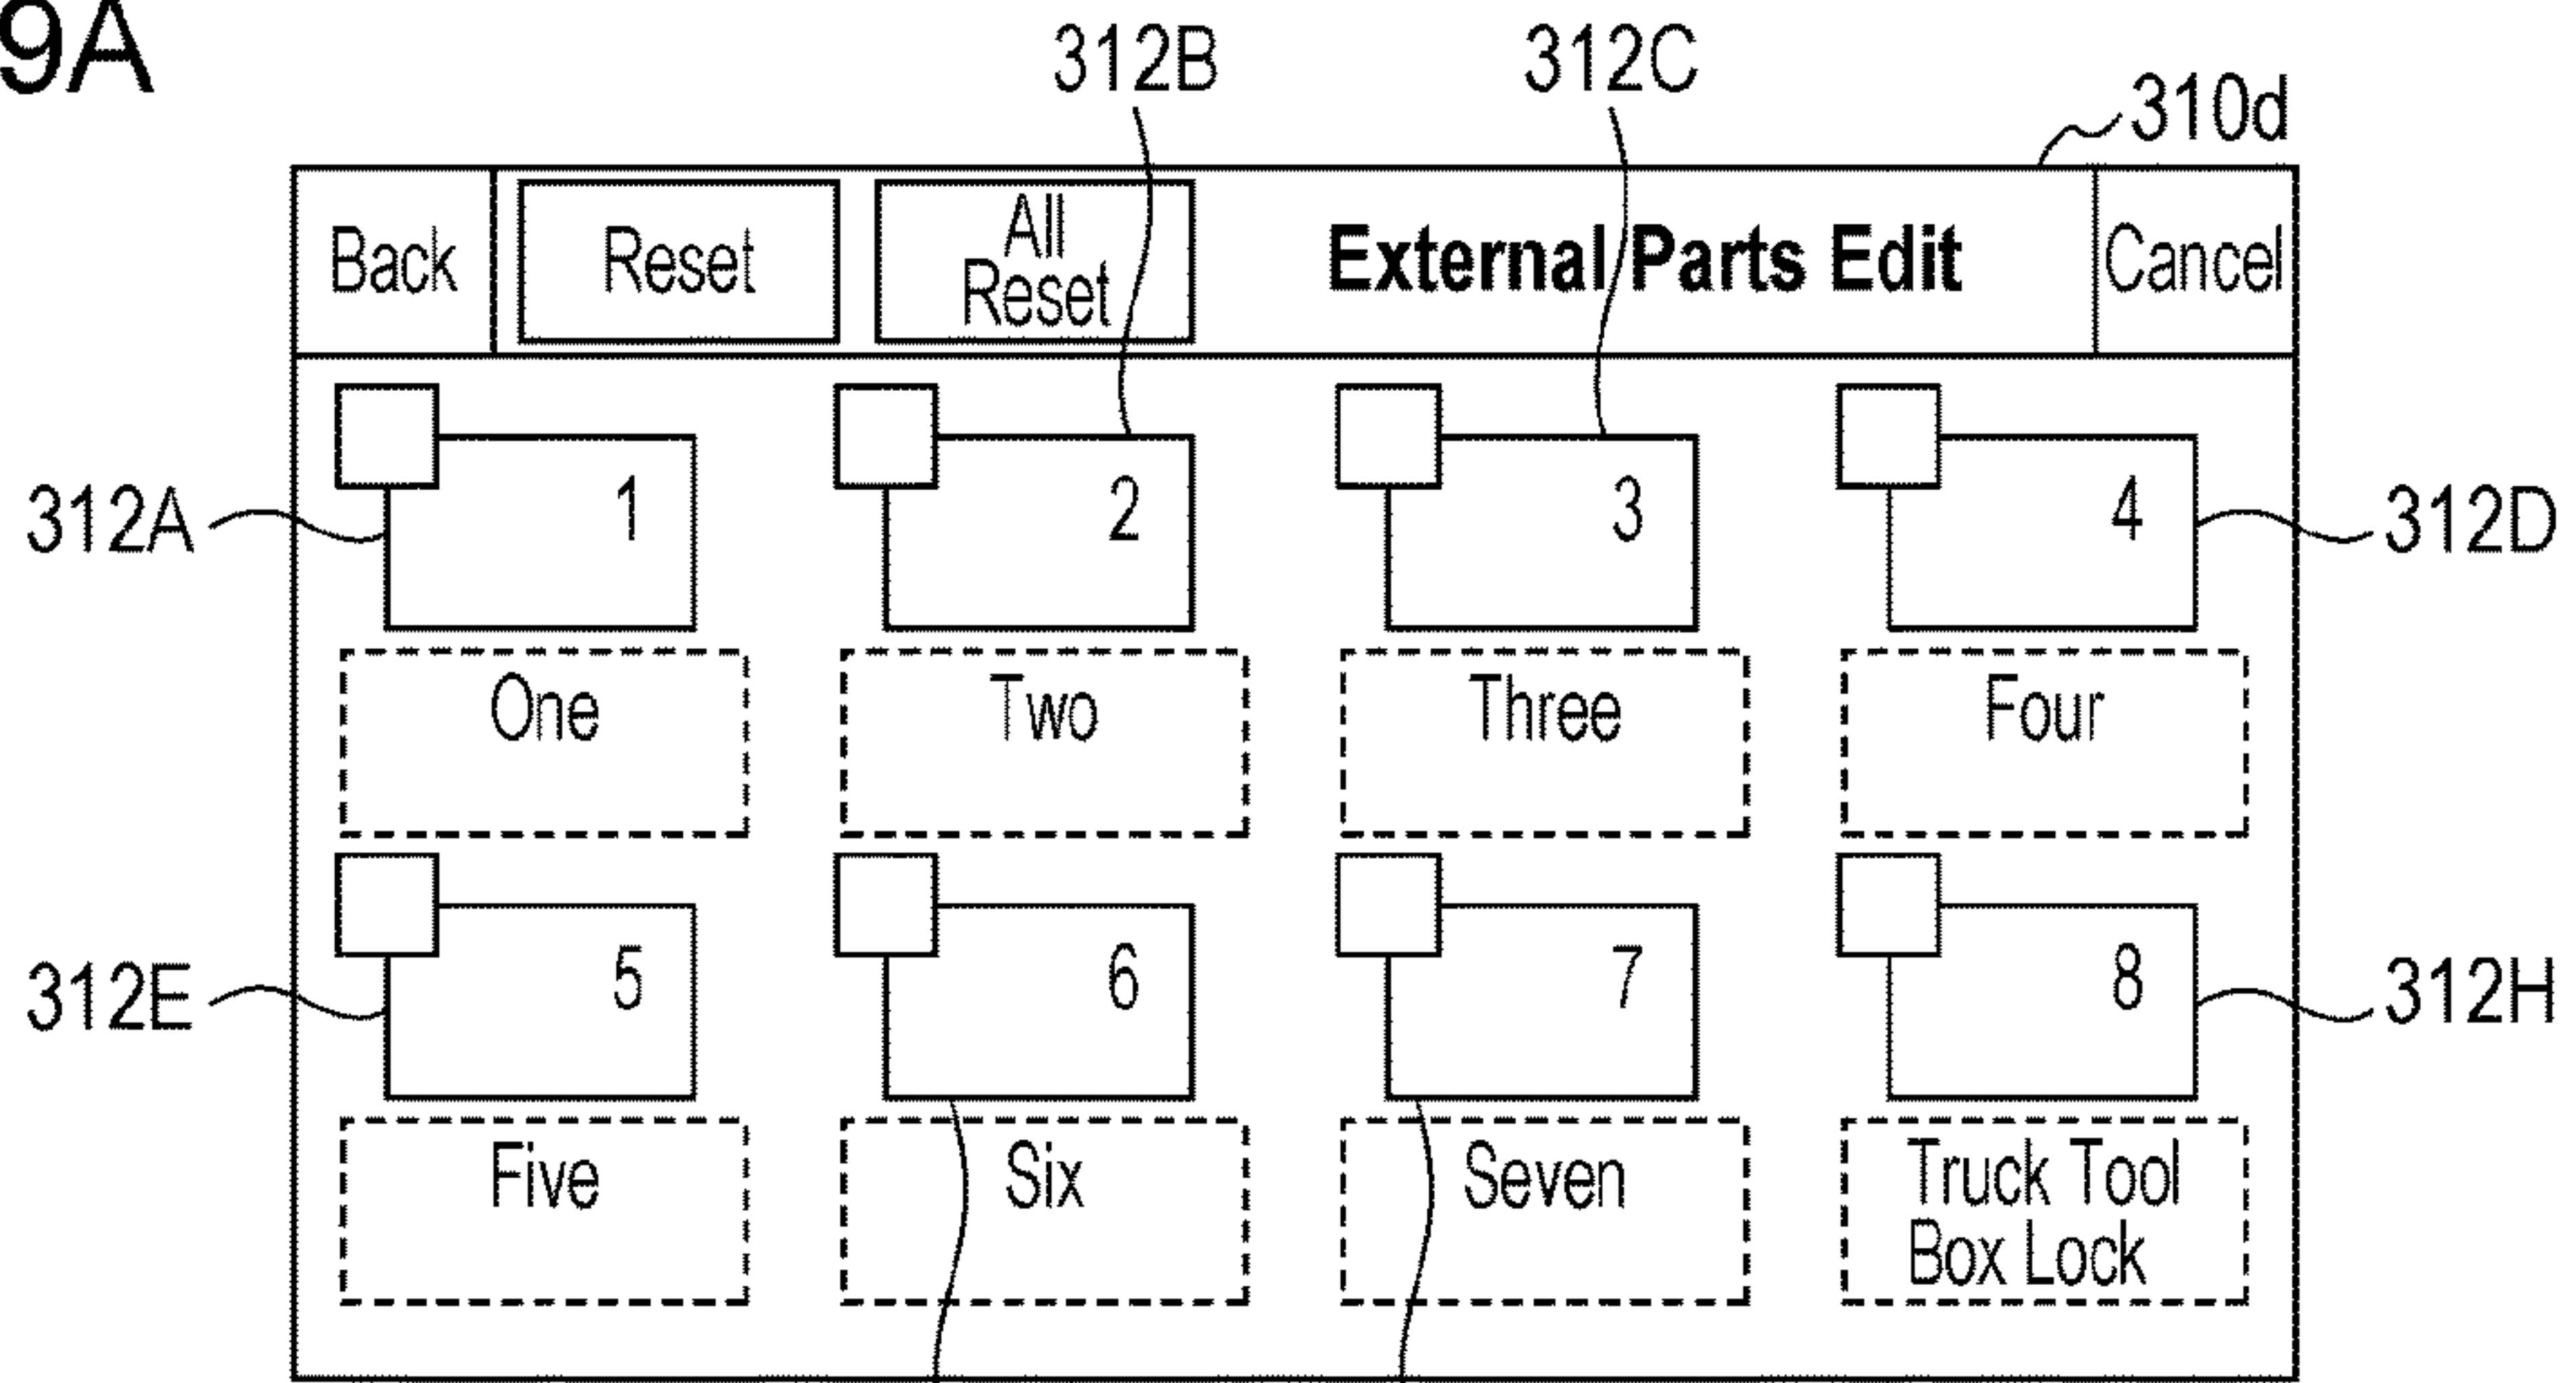 9A
312B 312C
310d
Back Reset All Reset External Parts Edit Cancel
312A 1 2 3 4 312D
One Two Three Four
312E 5 6 7 8 312H
Five Six Seven Truck Tool
Box Lock